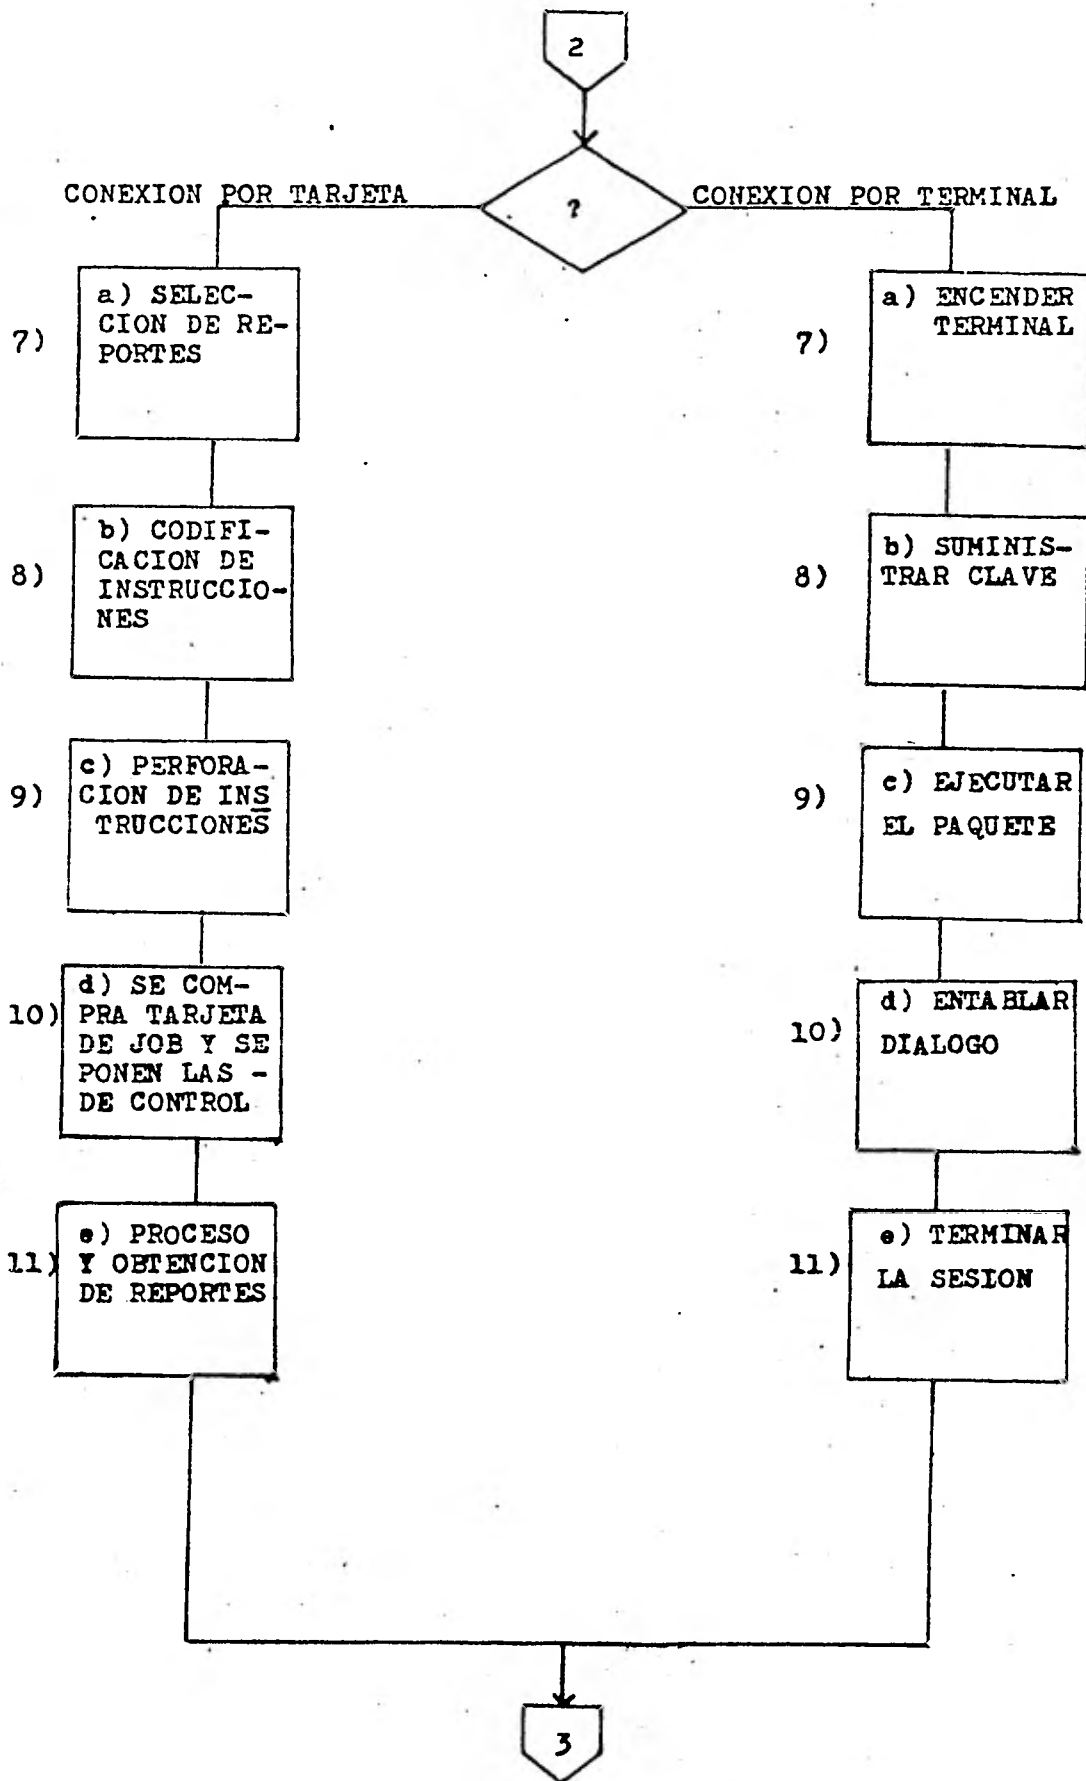 2
?
CONEXION POR TARJETA
CONEXION POR TERMINAL
7)
a) SELEC-
CION DE RE-
PORTES
8)
b) CODIFI-
CACION DE
INSTRUCCIO-
NES
9)
c) PERFORA-
CION DE INS
TRUCCIONES
10)
d) SE COM-
PRA TARJETA
DE JOB Y SE
PONEN LAS -
DE CONTROL
11)
e) PROCESO
Y OBTENCION
DE REPORTES
7)
a) ENCENDER
TERMINAL
8)
b) SUMINIS-
TRAR CLAVE
9)
c) EJECUTAR
EL PAQUETE
10)
d) ENTABLAR
DIALOGO
11)
e) TERMINAR
LA SESION
3